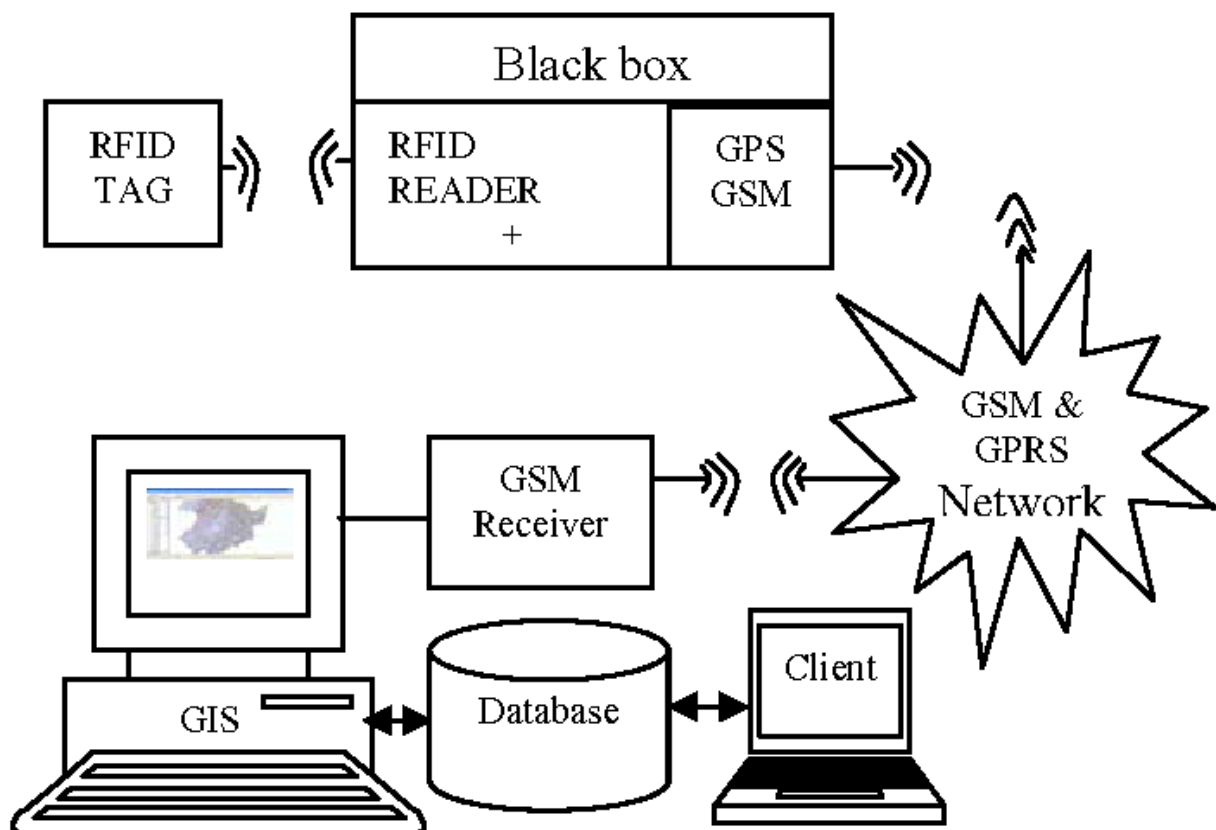 Black box
RFID
TAG
RFID
READER
+
GPS
GSM
GSM &
GPRS
Network
GSM
Receiver
GIS
Database
Client